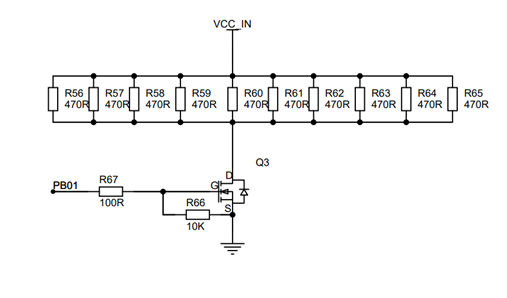 VCC_IN
R56 R57 R58 R59 R60 R61 R62 R63 R64 R65
470R 470R 470R 470R 470R 470R 470R 470R 470R 470R
Q3
D
R67
PB01
G
100R
R66
S
10K